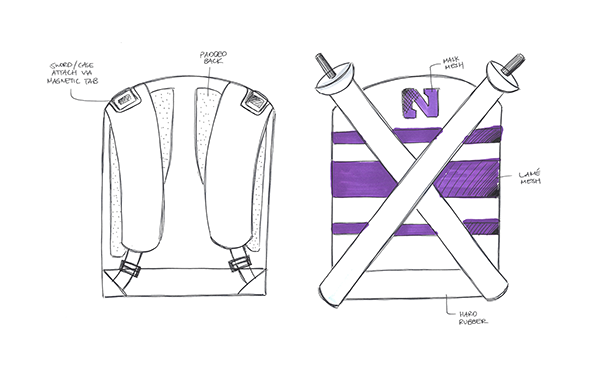 SWORD/CASE
ATTACH VIA
MAGNETIC TAB
PADDED
BACK
MASK
MESH
N
LAMÉ
MESH
HARD
RUBBER